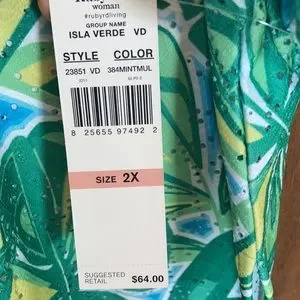 woman
#rubyrdliving
GROUP NAME
ISLA VERDE VD
STYLE COLOR
23851 VD 384MINTMUL
8 25655 97492 2
SIZE 2X
SUGGESTED
RETAIL $64.00